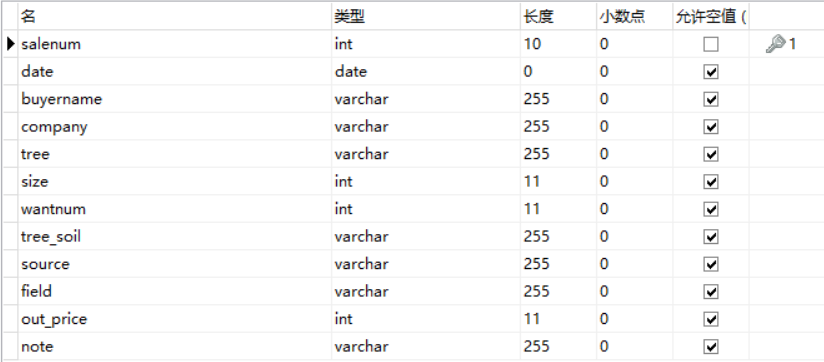 名 类型 长度 小数点 允许空值 (
salenum int 10 0 1
date date 0 0
buyername varchar 255 0
company varchar 255 0
tree varchar 255 0
size int 11 0
wantnum int 11 0
tree_soil varchar 255 0
source varchar 255 0
field varchar 255 0
out_price int 11 0
note varchar 255 0